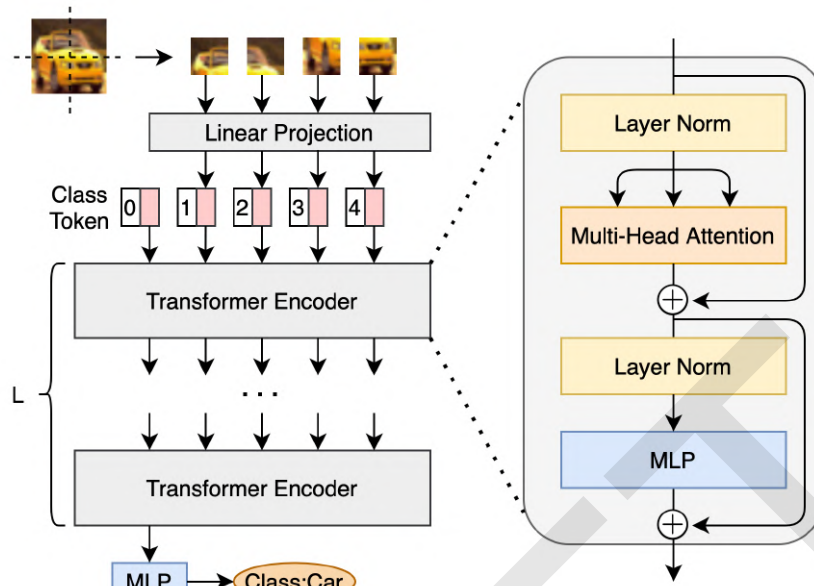 Linear Projection
Class
Token
0
1
2
3
4
Transformer Encoder
L
...
Transformer Encoder
MLP
Class:Car
Layer Norm
Multi-Head Attention
Layer Norm
MLP